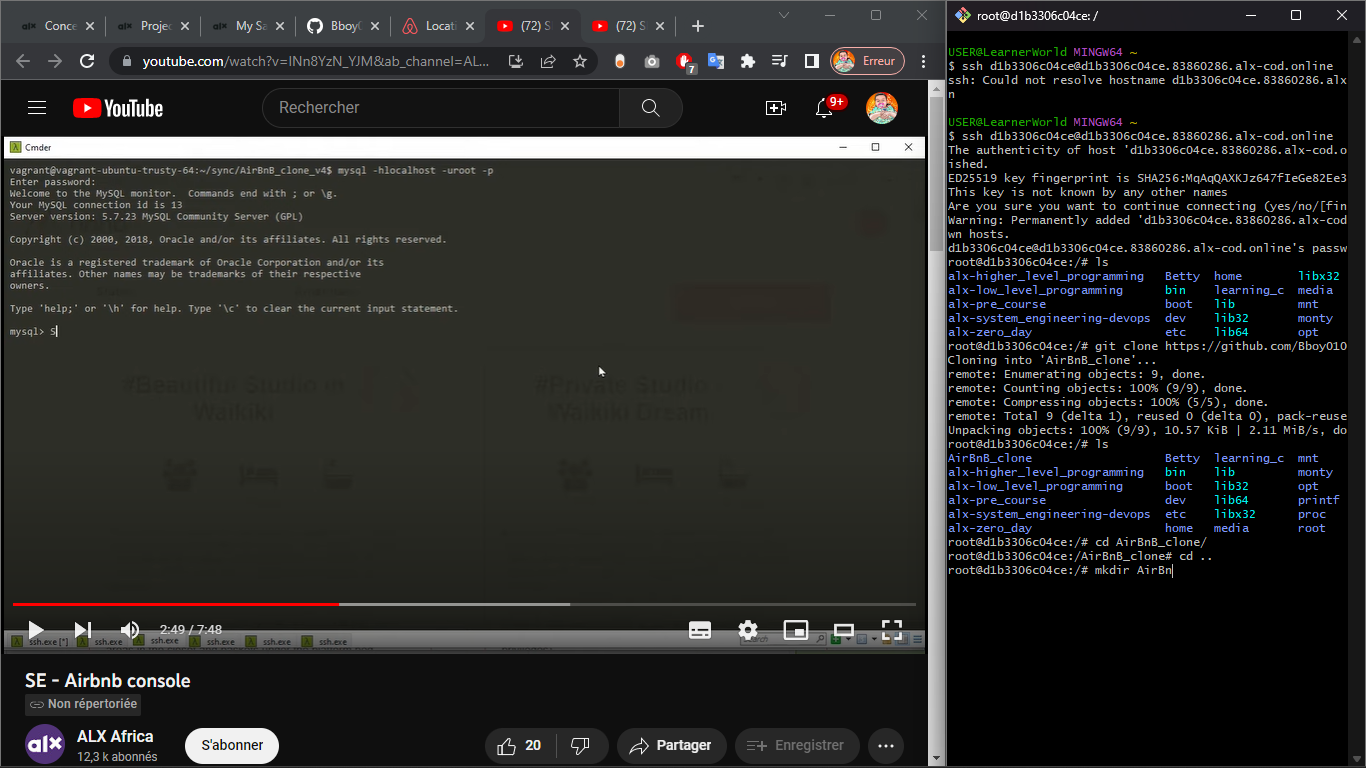 Conce
Projec
My Sa
BboyC
Locati
(72) S
(72) S
youtube.com/watch?v=INn8YzN_YJM&ab_channel=AL...
7
Erreur
YouTube
Rechercher
9+
Cmder
vagrant@vagrant-ubuntu-trusty-64:~/sync/AirBnB_clone_v4$ mysql -hlocalhost -uroot -p
Enter password:
Welcome to the MySQL monitor.  Commands end with ; or \g.
Your MySQL connection id is 13
Server version: 5.7.23 MySQL Community Server (GPL)
Copyright (c) 2000, 2018, Oracle and/or its affiliates. All rights reserved.
Oracle is a registered trademark of Oracle Corporation and/or its
affiliates. Other names may be trademarks of their respective
owners.
Type 'help;' or '\h' for help. Type '\c' to clear the current input statement.
mysql> S
#Beautiful Studio in
Waikiki
#Private Studio -
Waikiki Dream
2:49 / 7:48
ssh.exe [*]
ssh.exe
ssh.exe
ssh.exe
ssh.exe
ssh.exe
Search
SE - Airbnb console
Non répertoriée
alx
ALX Africa
12,3 k abonnés
S'abonner
20
Partager
Enregistrer
root@d1b3306c04ce: /
USER@LearnerWorld MINGW64 ~
$ ssh d1b3306c04ce@d1b3306c04ce.83860286.alx-cod.online
ssh: Could not resolve hostname d1b3306c04ce.83860286.alx
n
USER@LearnerWorld MINGW64 ~
$ ssh d1b3306c04ce@d1b3306c04ce.83860286.alx-cod.online
The authenticity of host 'd1b3306c04ce.83860286.alx-cod.o
ished.
ED25519 key fingerprint is SHA256:MqAqQAXKJz647fIeGe82Ee3
This key is not known by any other names
Are you sure you want to continue connecting (yes/no/[fin
Warning: Permanently added 'd1b3306c04ce.83860286.alx-cod
wn hosts.
d1b3306c04ce@d1b3306c04ce.83860286.alx-cod.online's passw
root@d1b3306c04ce:/# ls
alx-higher_level_programming   Betty  home        libx32
alx-low_level_programming      bin    learning_c  media
alx-pre_course                 boot   lib         mnt
alx-system_engineering-devops  dev    lib32       monty
alx-zero_day                   etc    lib64       opt
root@d1b3306c04ce:/# git clone https://github.com/Bboy010
Cloning into 'AirBnB_clone'...
remote: Enumerating objects: 9, done.
remote: Counting objects: 100% (9/9), done.
remote: Compressing objects: 100% (5/5), done.
remote: Total 9 (delta 1), reused 0 (delta 0), pack-reuse
Unpacking objects: 100% (9/9), 10.57 KiB | 2.11 MiB/s, do
root@d1b3306c04ce:/# ls
AirBnB_clone                   Betty  learning_c  mnt
alx-higher_level_programming   bin    lib         monty
alx-low_level_programming      boot   lib32       opt
alx-pre_course                 dev    lib64       printf
alx-system_engineering-devops  etc    libx32      proc
alx-zero_day                   home   media       root
root@d1b3306c04ce:/# cd AirBnB_clone/
root@d1b3306c04ce:/AirBnB_clone# cd ..
root@d1b3306c04ce:/# mkdir AirBn